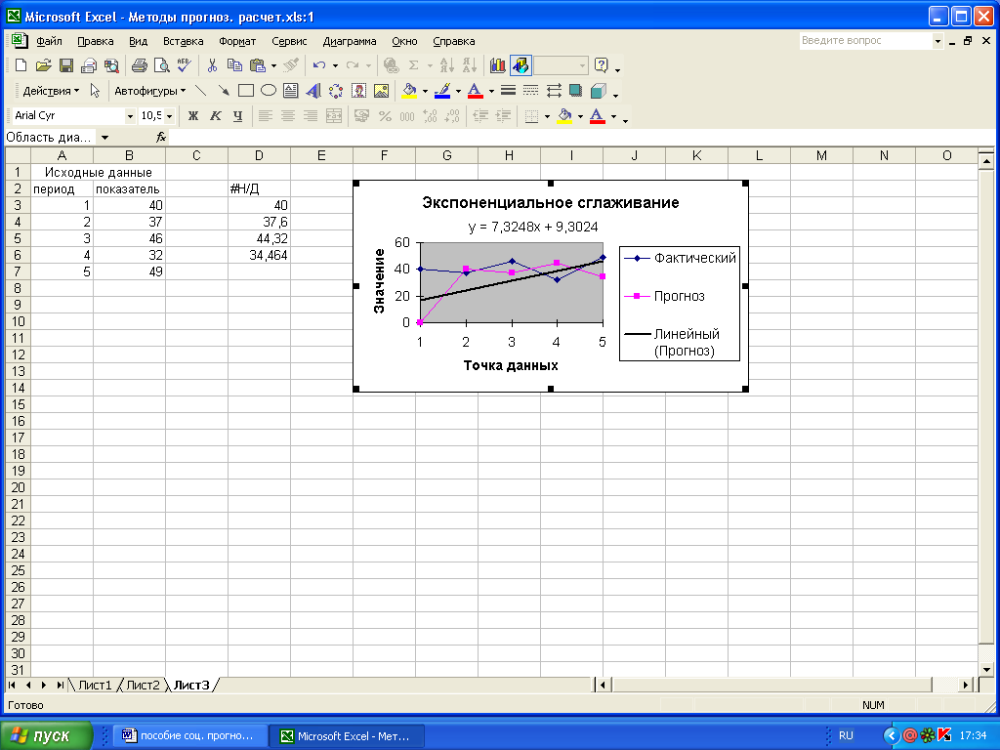 Microsoft Excel - Методы прогноз. расчет.xls:1
Файл Правка Вид Вставка Формат Сервис Диаграмма Окно Справка Введите вопрос
Действия Автофигуры
Arial Cyr 10,5 Ж К Ч % 000
Область диа... fx
A B C D E F G H I J K L M N O
1 Исходные данные
2 период показатель #Н/Д
3 1 40 40
4 2 37 37,6
5 3 46 44,32
6 4 32 34,464
7 5 49
8
9
10
11
12
13
14
15
16
17
18
19
20
21
22
23
24
25
26
27
28
29
30
31
Экспоненциальное сглаживание
y = 7,3248x + 9,3024
Значение
60
40
20
0
1 2 3 4 5
Точка данных
Фактический
Прогноз
Линейный
(Прогноз)
Лист1 Лист2 Лист3
Готово NUM
пуск пособие соц. прогно... Microsoft Excel - Мет... RU 17:34